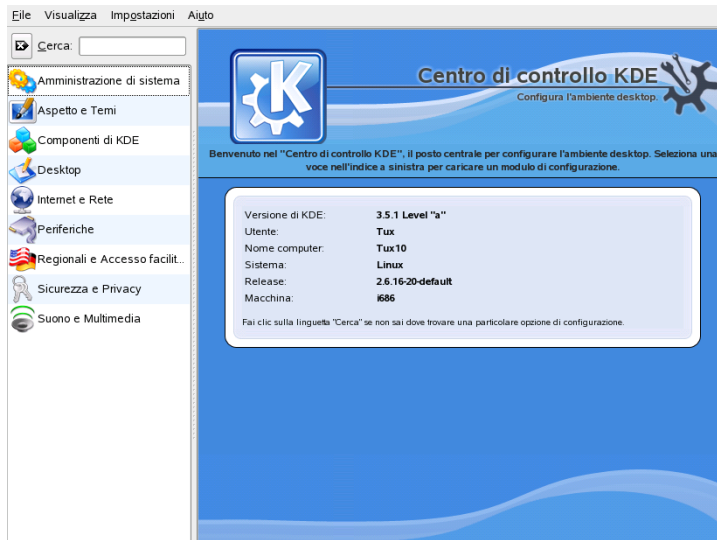 File Visualizza Impostazioni Aiuto
Cerca:
Amministrazione di sistema
Aspetto e Temi
Componenti di KDE
Desktop
Internet e Rete
Periferiche
Regionali e Accesso facilit...
Sicurezza e Privacy
Suono e Multimedia
Centro di controllo KDE
Configura l'ambiente desktop.
Benvenuto nel "Centro di controllo KDE", il posto centrale per configurare l'ambiente desktop. Seleziona una
voce nell'indice a sinistra per caricare un modulo di configurazione.
Versione di KDE: 3.5.1 Level "a"
Utente: Tux
Nome computer: Tux10
Sistema: Linux
Release: 2.6.16-20-default
Macchina: i686
Fai clic sulla linguetta "Cerca" se non sai dove trovare una particolare opzione di configurazione.